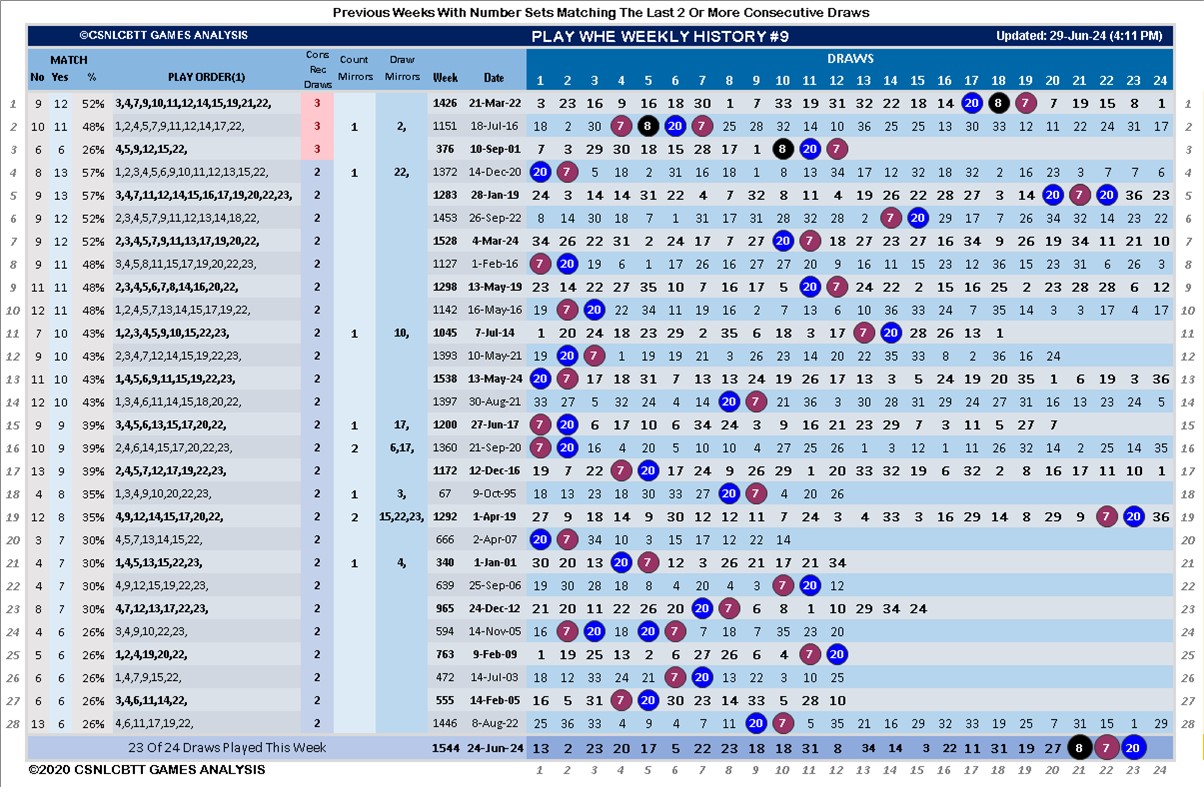 Previous Weeks With Number Sets Matching The Last 2 Or More Consecutive Draws
©CSNLCBTT GAMES ANALYSIS PLAY WHE WEEKLY HISTORY #9 Updated: 29-Jun-24 (4:11 PM)
MATCH Cons Rec Draws Count Mirrors Draw Mirrors DRAWS
No Yes % PLAY ORDER(1) Week Date 1 2 3 4 5 6 7 8 9 10 11 12 13 14 15 16 17 18 19 20 21 22 23 24
1 9 12 52% 3,4,7,9,10,11,12,14,15,19,21,22, 3 1426 21-Mar-22 3 23 16 9 16 18 30 1 7 33 19 31 32 22 18 14 20 8 19 7 19 15 8 1 1
2 10 11 48% 1,2,4,5,7,9,11,12,14,17,22, 3 1 2, 1151 18-Jul-16 18 2 30 4 8 20 7 25 28 32 14 10 36 25 25 13 30 33 12 11 22 24 31 17 2
3 6 6 26% 4,5,9,12,15,22, 3 376 10-Sep-01 7 3 29 30 18 15 28 17 1 8 20 7 3
4 8 13 57% 1,2,3,4,5,6,9,10,11,12,13,15,22, 2 1 22, 1372 14-Dec-20 20 7 5 18 2 31 16 18 1 8 13 34 17 12 32 18 32 2 16 23 3 7 7 6 4
5 9 13 57% 3,4,7,11,12,14,15,16,17,19,20,22,23, 2 1283 28-Jan-19 24 3 14 14 31 22 4 7 32 8 11 4 19 26 22 28 27 3 14 20 7 20 36 23 5
6 9 12 52% 2,3,4,5,7,9,11,12,13,14,18,22, 2 1453 26-Sep-22 8 14 30 18 7 1 31 17 31 28 32 28 2 7 20 29 17 7 26 34 32 14 23 22 6
7 9 12 52% 2,3,4,5,7,9,11,13,17,19,20,22, 2 1528 4-Mar-24 34 26 22 31 2 24 17 7 27 20 7 18 27 23 27 16 34 9 26 19 34 11 21 10 7
8 9 11 48% 3,4,5,8,11,15,17,19,20,22,23, 2 1127 1-Feb-16 7 20 19 6 1 17 26 16 27 27 20 9 16 11 15 23 12 6 15 23 31 6 26 3 8
9 11 11 48% 2,3,4,5,6,7,8,14,16,20,22, 2 1298 13-May-19 23 14 22 27 35 10 7 16 17 5 20 7 24 22 2 15 16 25 2 23 28 28 6 12 9
10 12 11 48% 1,2,4,5,7,13,14,15,17,19,22, 2 1142 16-May-16 19 7 20 22 34 11 19 16 2 7 13 6 14 10 36 33 24 7 35 14 3 3 17 4 17 10
11 7 10 43% 1,2,3,4,5,9,10,15,22,23, 2 1 10, 1045 7-Jul-14 1 20 24 18 23 29 2 35 6 18 3 17 7 20 28 26 13 1 11
12 9 10 43% 2,3,4,7,12,14,15,19,22,23, 2 1393 10-May-21 19 20 7 1 19 19 21 3 26 23 14 20 22 35 33 8 2 36 16 24 12
13 11 10 43% 1,4,5,6,9,11,15,19,22,23, 2 1538 13-May-24 20 7 17 18 31 7 13 13 24 19 26 17 13 3 5 24 19 20 35 1 6 19 3 36 13
14 12 10 43% 1,3,4,6,11,14,15,18,20,22, 2 1397 30-Aug-21 33 27 5 32 24 4 14 20 7 21 36 3 30 28 31 29 24 27 31 16 13 23 24 5 14
15 9 9 39% 3,4,5,6,13,15,17,20,22, 2 1 17, 1200 27-Jun-17 7 20 6 17 10 6 34 24 3 9 16 21 23 29 7 3 11 5 27 7 15
16 10 9 39% 2,4,6,14,15,17,20,22,23, 2 2 6,17, 1360 21-Sep-20 7 20 16 4 20 5 10 10 4 27 25 26 1 3 12 1 11 26 32 14 2 25 14 35 16
17 13 9 39% 2,4,5,7,12,17,19,22,23, 2 1172 12-Dec-16 19 7 22 7 20 17 24 9 26 29 1 20 33 32 19 6 32 2 8 16 17 11 10 1 17
18 4 8 35% 1,3,4,9,10,20,22,23, 2 1 3, 67 9-Oct-95 18 13 23 18 30 33 27 20 7 4 20 26 18
19 12 8 35% 4,9,12,14,15,17,20,22, 2 2 15,22,23, 1292 1-Apr-19 27 9 18 14 9 30 12 12 11 7 24 3 4 33 3 16 29 14 8 29 9 7 20 36 19
20 3 7 30% 4,5,7,13,14,15,22, 2 666 2-Apr-07 20 7 34 10 3 15 17 12 22 14 20
21 4 7 30% 1,4,5,13,15,22,23, 2 1 4, 340 1-Jan-01 30 20 13 20 7 12 3 26 21 17 21 34 21
22 4 7 30% 4,9,12,15,19,22,23, 2 639 25-Sep-06 19 30 28 18 8 4 20 4 3 7 20 12 22
23 8 7 30% 4,7,12,13,17,22,23, 2 965 24-Dec-12 21 20 11 22 26 20 20 7 6 8 1 10 29 34 24 23
24 4 6 26% 3,4,9,10,22,23, 2 594 14-Nov-05 16 7 20 18 20 7 7 18 7 35 23 20 24
25 5 6 26% 1,2,4,19,20,22, 2 763 9-Feb-09 1 19 25 13 2 6 27 26 6 4 7 20 25
26 6 6 26% 1,4,7,9,15,22, 2 472 14-Jul-03 18 12 33 24 21 7 20 13 22 3 10 25 26
27 6 6 26% 3,4,6,11,14,22, 2 555 14-Feb-05 16 5 31 7 20 30 23 14 33 5 28 10 27
28 13 6 26% 4,6,11,17,19,22, 2 1446 8-Aug-22 25 36 33 4 9 4 7 11 20 7 5 35 21 16 29 32 33 19 25 7 31 15 1 29 28
23 Of 24 Draws Played This Week 1544 24-Jun-24 13 2 23 20 17 5 22 23 18 18 31 8 34 14 3 22 11 31 19 27 8 7 20
©2020 CSNLCBTT GAMES ANALYSIS 1 2 3 4 5 6 7 8 9 10 11 12 13 14 15 16 17 18 19 20 21 22 23 24